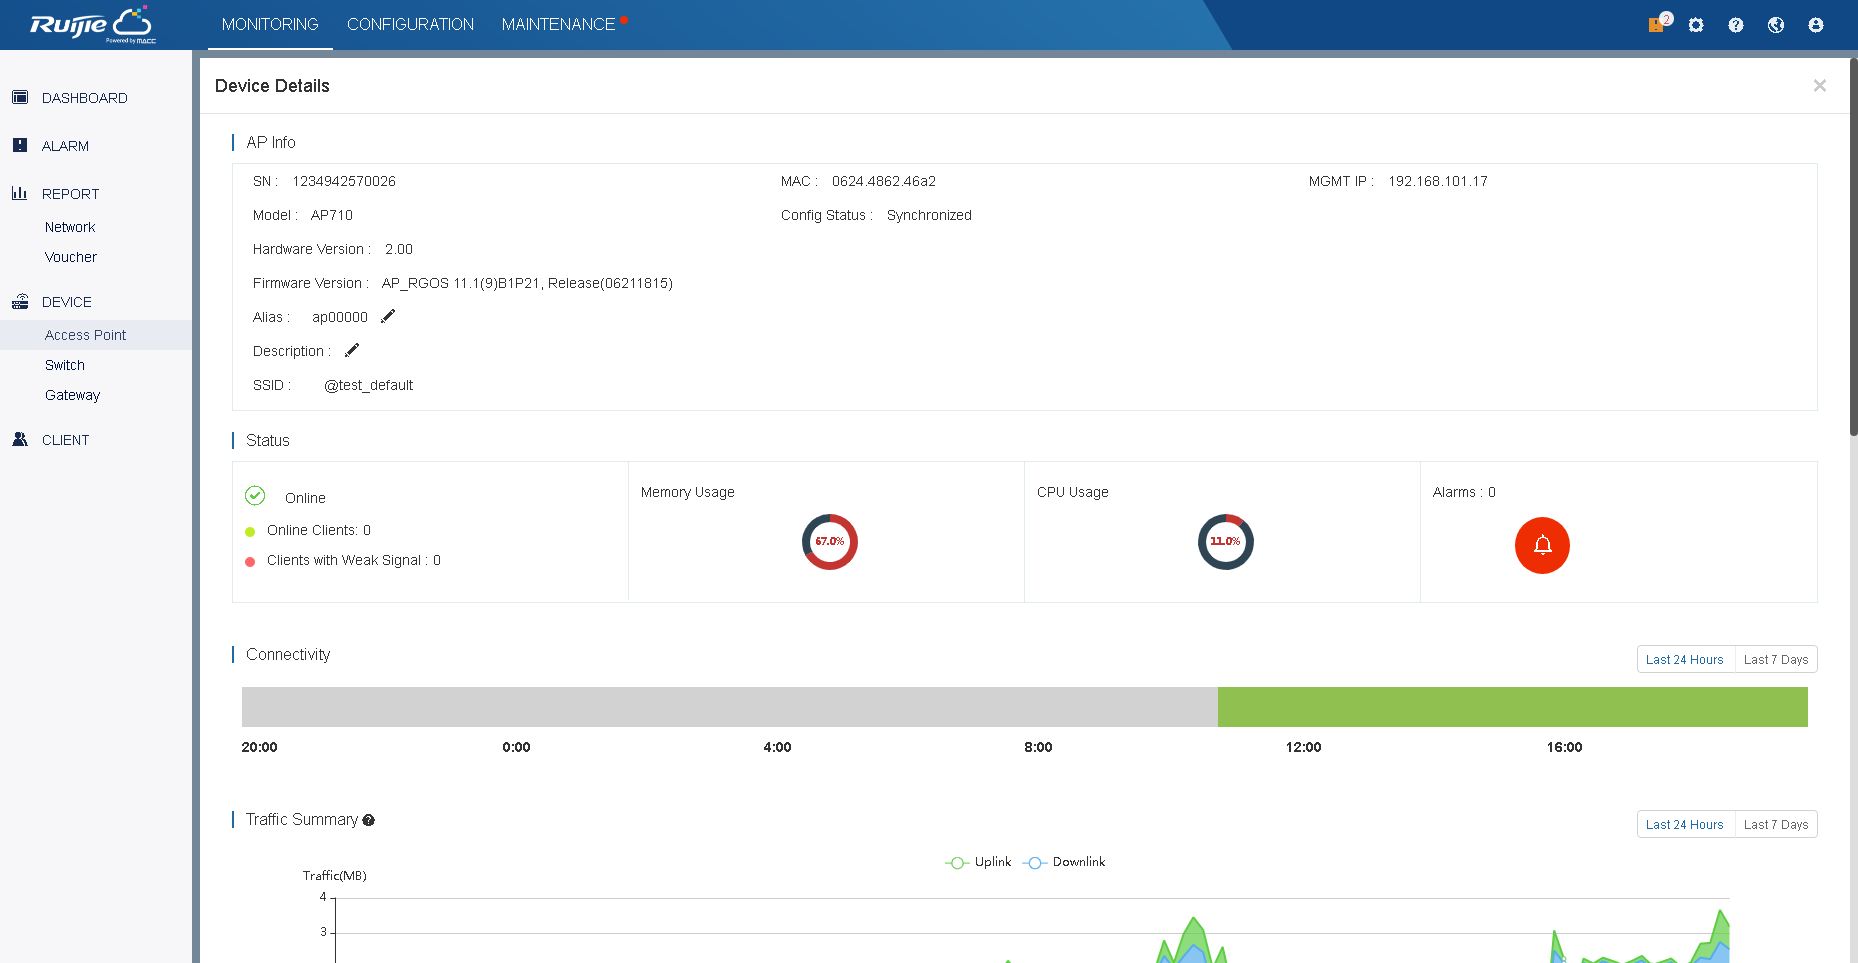 Ruijie
Powered by MACC
MONITORING CONFIGURATION MAINTENANCE
2
DASHBOARD
ALARM
REPORT
Network
Voucher
DEVICE
Access Point
Switch
Gateway
CLIENT
Device Details
AP Info
SN : 1234942570026 MAC : 0624.4862.46a2 MGMT IP : 192.168.101.17
Model : AP710 Config Status : Synchronized
Hardware Version : 2.00
Firmware Version : AP_RGOS 11.1(9)B1P21, Release(06211815)
Alias : ap00000
Description :
SSID : @test_default
Status
Online
Online Clients: 0
Clients with Weak Signal : 0
Memory Usage
67.0%
CPU Usage
11.0%
Alarms : 0
Connectivity
Last 24 Hours Last 7 Days
20:00 0:00 4:00 8:00 12:00 16:00
Traffic Summary
Last 24 Hours Last 7 Days
Uplink Downlink
Traffic(MB)
4
3